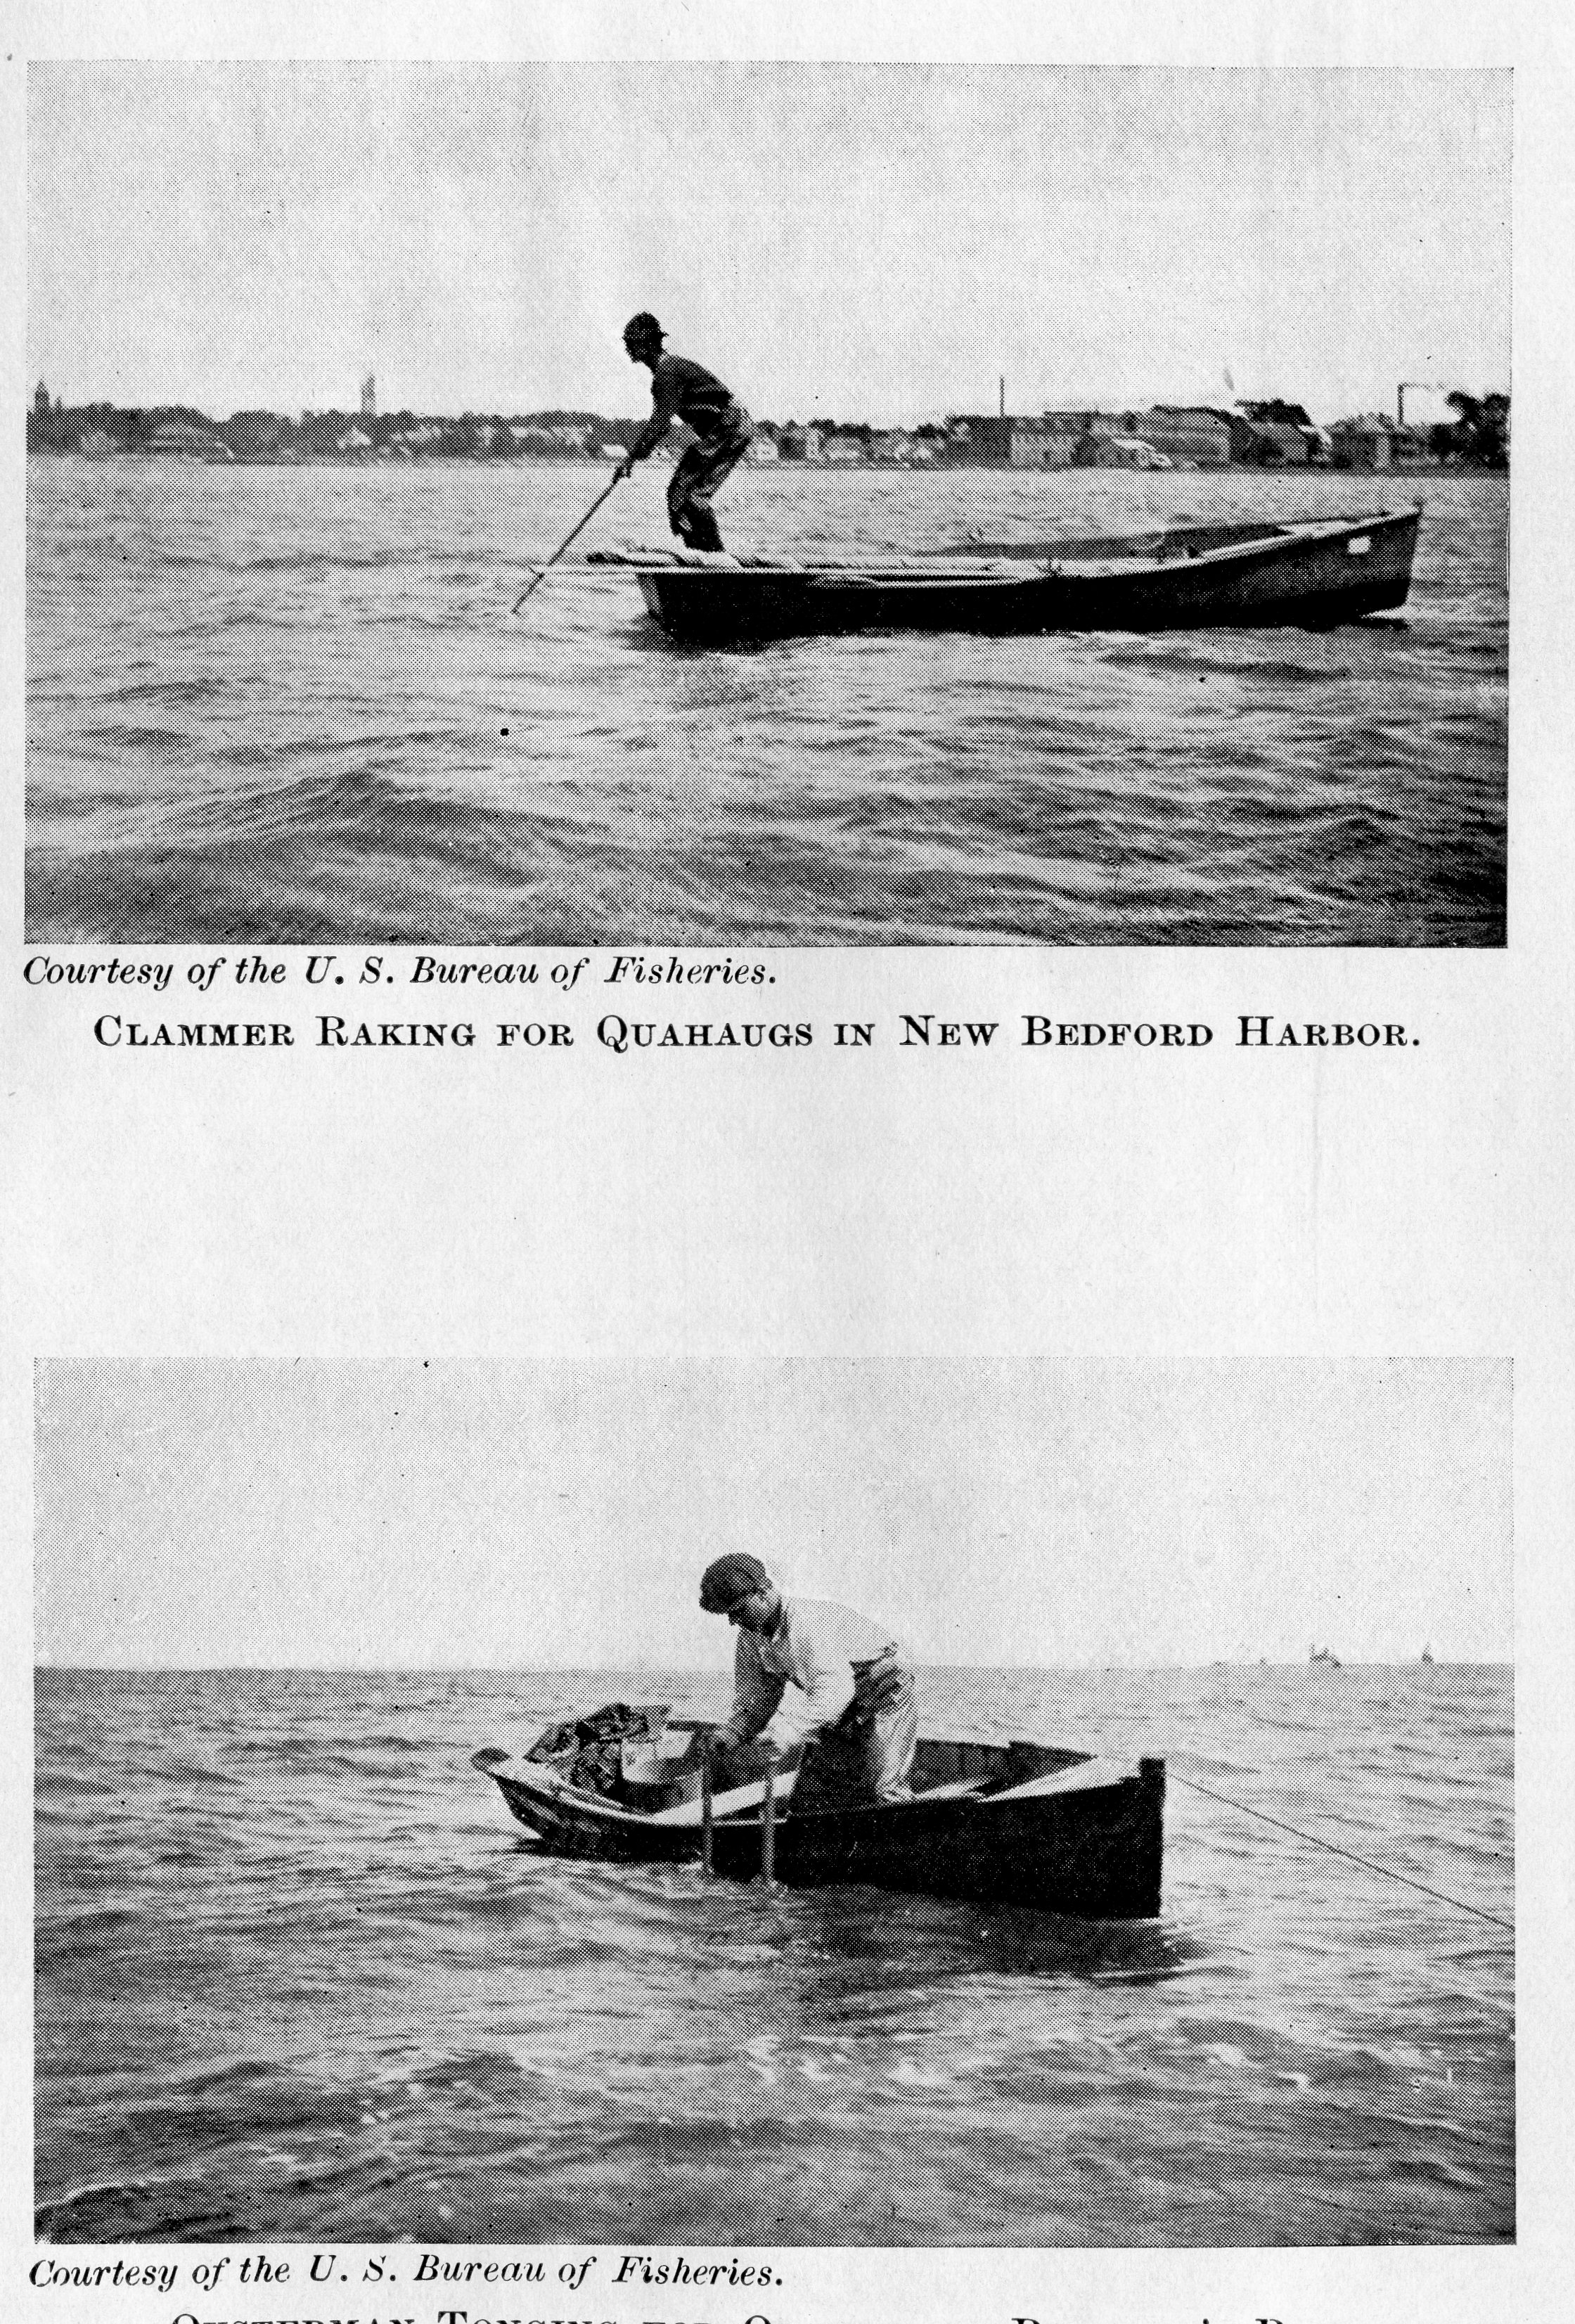 Courtesy of the U. S. Bureau of Fisheries.
CLAMMER RAKING FOR QUAHAUGS IN NEW BEDFORD HARBOR.
Courtesy of the U. S. Bureau of Fisheries.
OYSTERMAN TONGING FOR